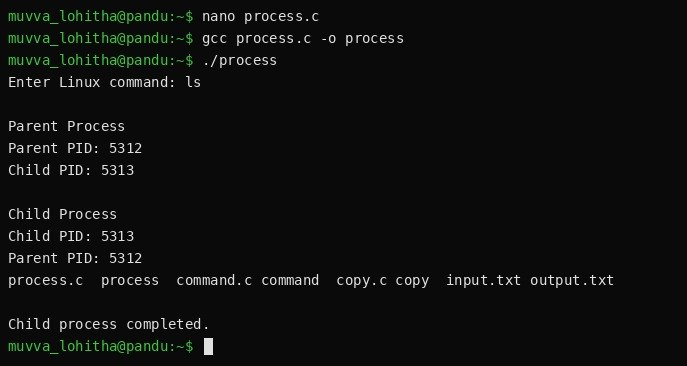 muvva_lohitha@pandu:~$ nano process.c
muvva_lohitha@pandu:~$ gcc process.c -o process
muvva_lohitha@pandu:~$ ./process
Enter Linux command: ls
Parent Process
Parent PID: 5312
Child PID: 5313
Child Process
Child PID: 5313
Parent PID: 5312
process.c  process  command.c command  copy.c copy  input.txt output.txt
Child process completed.
muvva_lohitha@pandu:~$